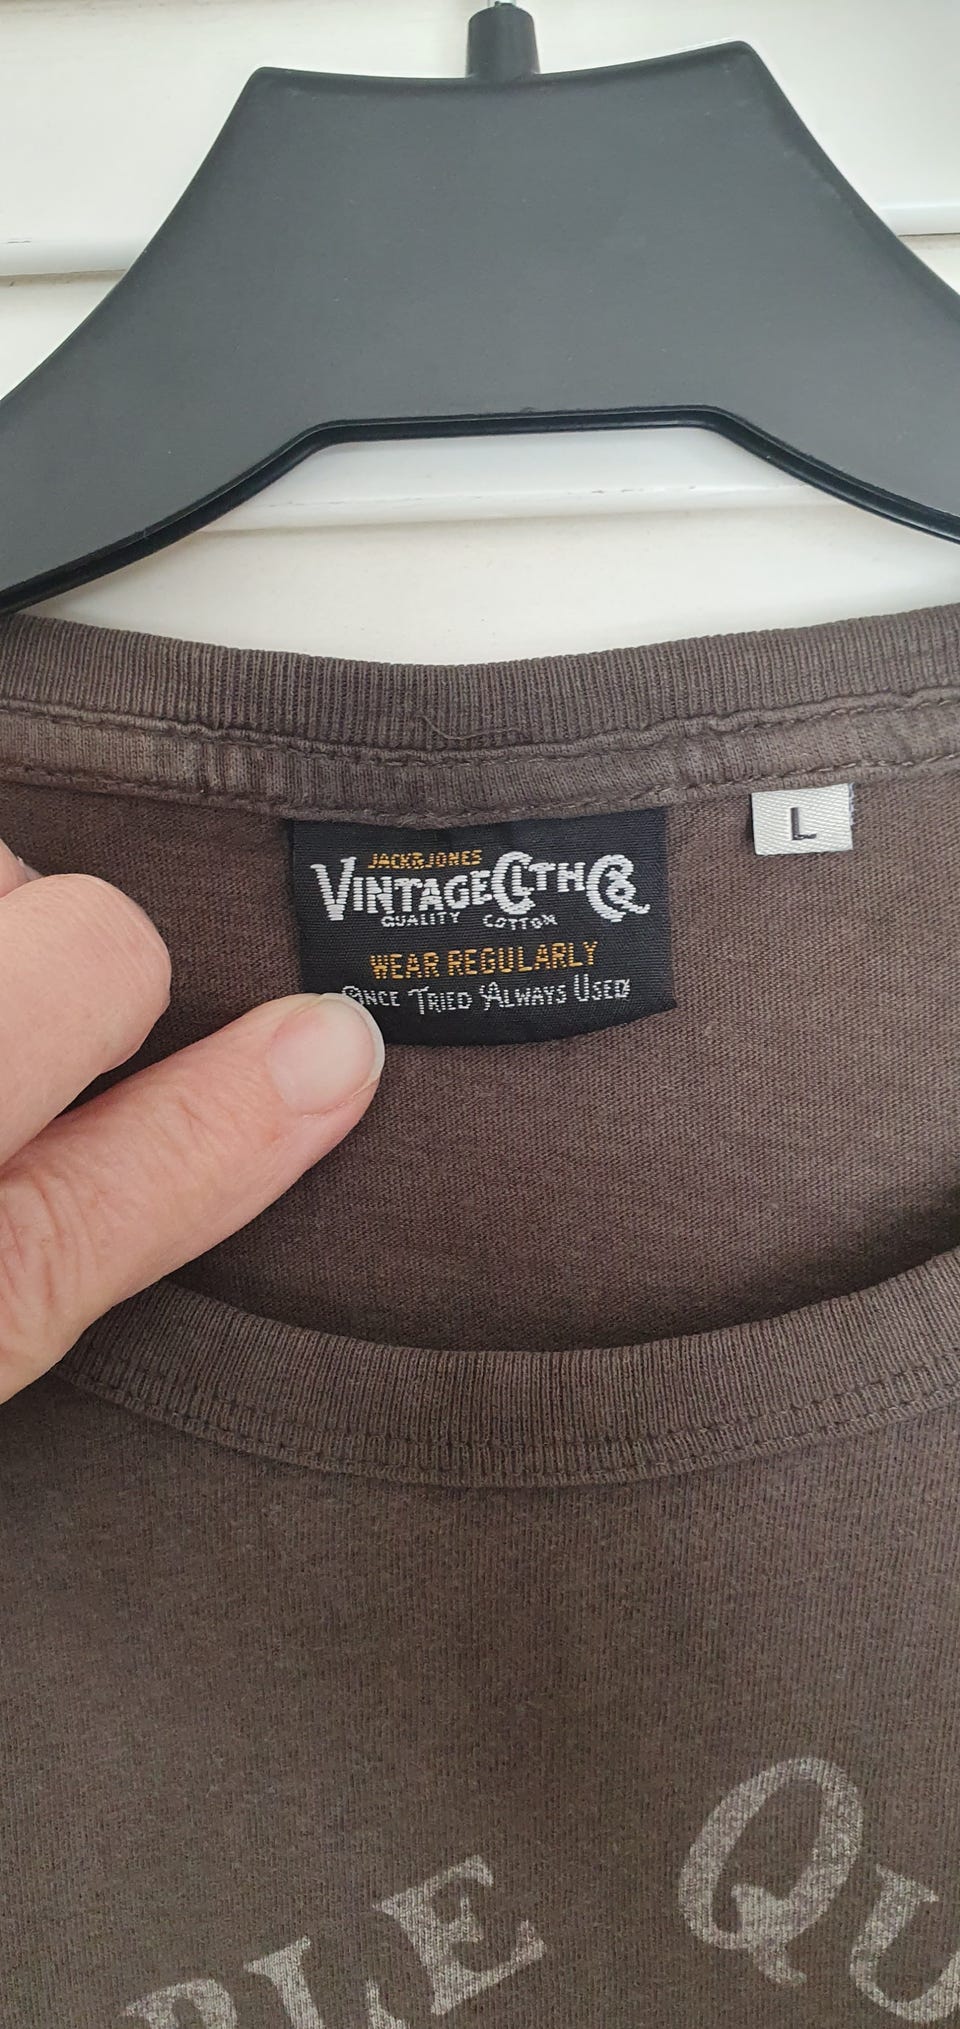 JACK&JONES
VINTAGE CLTH Co
QUALITY COTTON
WEAR REGULARLY
ONCE TRIED ALWAYS USED
L